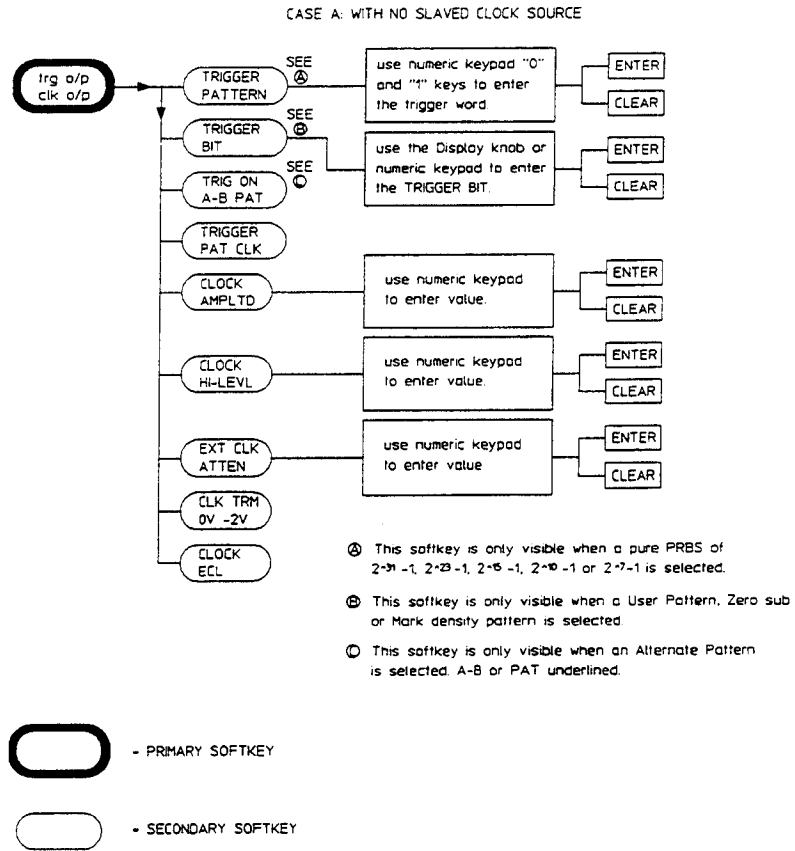 CASE A: WITH NO SLAVED CLOCK SOURCE
trg o/p
clk o/p
TRIGGER
PATTERN
SEE
Ⓐ
use numeric keypad "0"
and "1" keys to enter
the trigger word
ENTER
CLEAR
TRIGGER
BIT
SEE
Ⓑ
use the Display knob or
numeric keypad to enter
the TRIGGER BIT.
ENTER
CLEAR
TRIG ON
A-B PAT
SEE
Ⓒ
TRIGGER
PAT CLK
CLOCK
AMPLTD
use numeric keypad
to enter value.
ENTER
CLEAR
CLOCK
HI-LEVL
use numeric keypad
to enter value.
ENTER
CLEAR
EXT CLK
ATTEN
use numeric keypad
to enter value
ENTER
CLEAR
CLK TRM
0V -2V
CLOCK
ECL
Ⓐ This softkey is only visible when a pure PRBS of
2^31 -1, 2^23 -1, 2^15 -1, 2^10 -1 or 2^7-1 is selected.
Ⓑ This softkey is only visible when a User Pattern, Zero sub
or Mark density pattern is selected
Ⓒ This softkey is only visible when an Alternate Pattern
is selected. A-B or PAT underlined.
- PRIMARY SOFTKEY
- SECONDARY SOFTKEY